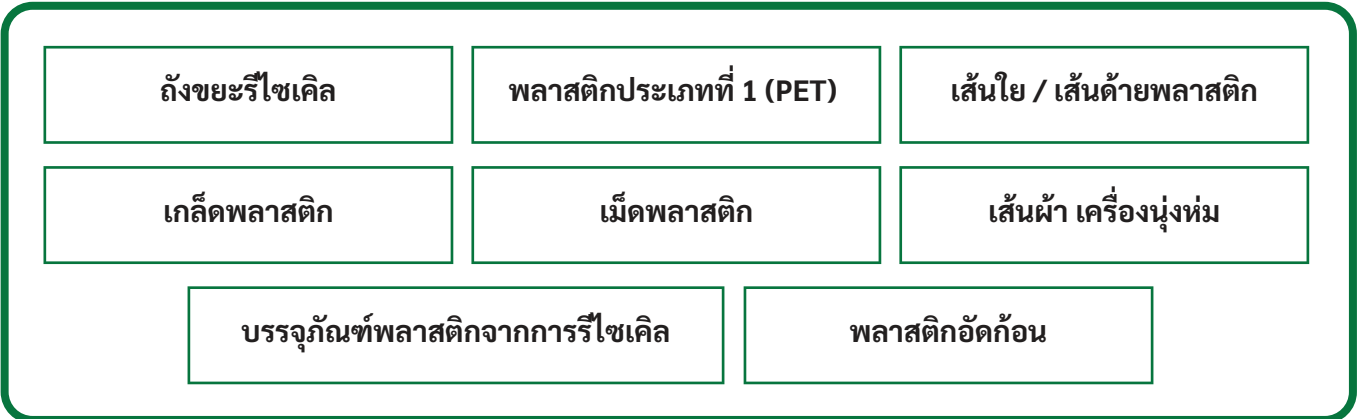 ถังขยะรีไซเคิล
พลาสติกประเภทที่ 1 (PET)
เส้นใย / เส้นด้ายพลาสติก
เกล็ดพลาสติก
เม็ดพลาสติก
เส้นผ้า เครื่องนุ่งห่ม
บรรจุภัณฑ์พลาสติกจากการรีไซเคิล
พลาสติกอัดก้อน